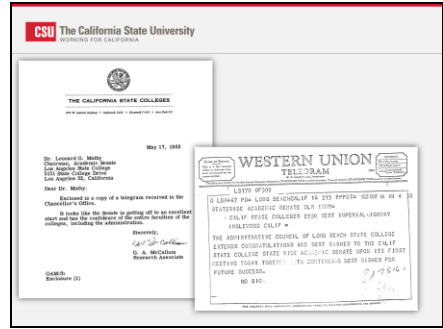 CSU The California State University
WORKING FOR CALIFORNIA
THE CALIFORNIA STATE COLLEGES
May 17, 1963
Dr. Leonard G. Mathy
Chairman, Academic Senate
Los Angeles State College
5151 State College Drive
Los Angeles 32, California
Dear Dr. Mathy:
Enclosed is a copy of a telegram received in the
Chancellor's Office.
It looks like the Senate is getting off to an excellent
start and has the confidence of the entire faculties of the
colleges, including the administration.
Sincerely,
G. A. McCallum
Research Associate
GAM:fb
Enclosure (1)
WESTERN UNION
TELEGRAM
STATEWIDE ACADEMIC SENATE
CALIF STATE COLLEGES 2930 WEST IMPERIAL HIGHWAY
INGLEWOOD CALIF =
THE ADMINISTRATIVE COUNCIL OF LONG BEACH STATE COLLEGE
EXTENDS CONGRATULATIONS AND BEST WISHES TO THE CALIF
STATE COLLEGE STATE WIDE ACADEMIC SENATE UPON ITS FIRST
MEETING TODAY TOGETHER WITH CONTINUING BEST WISHES FOR
FUTURE SUCCESS=
NO SIG.